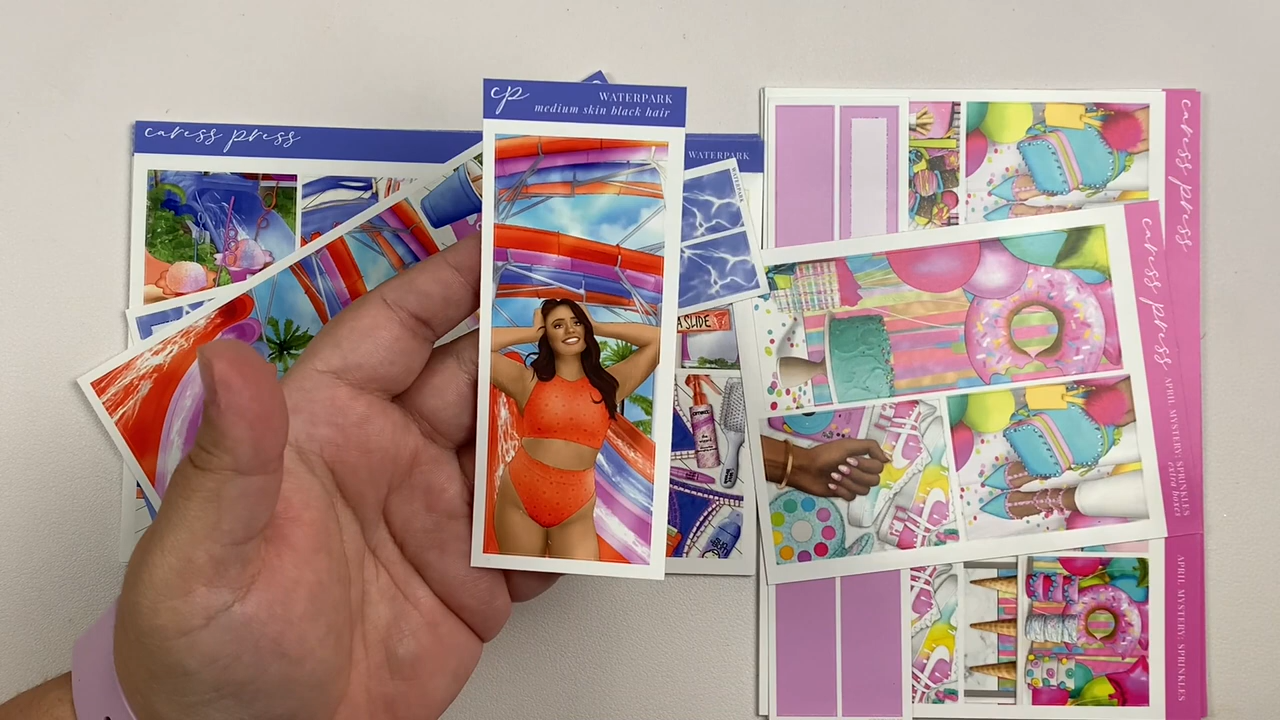 caress press
WATERPARK
cp
WATERPARK
medium skin black hair
WATERPARK
A SLIDE
caress press
caress press
APRIL MYSTERY: SPRINKLES
extra boxes
APRIL MYSTERY: SPRINKLES